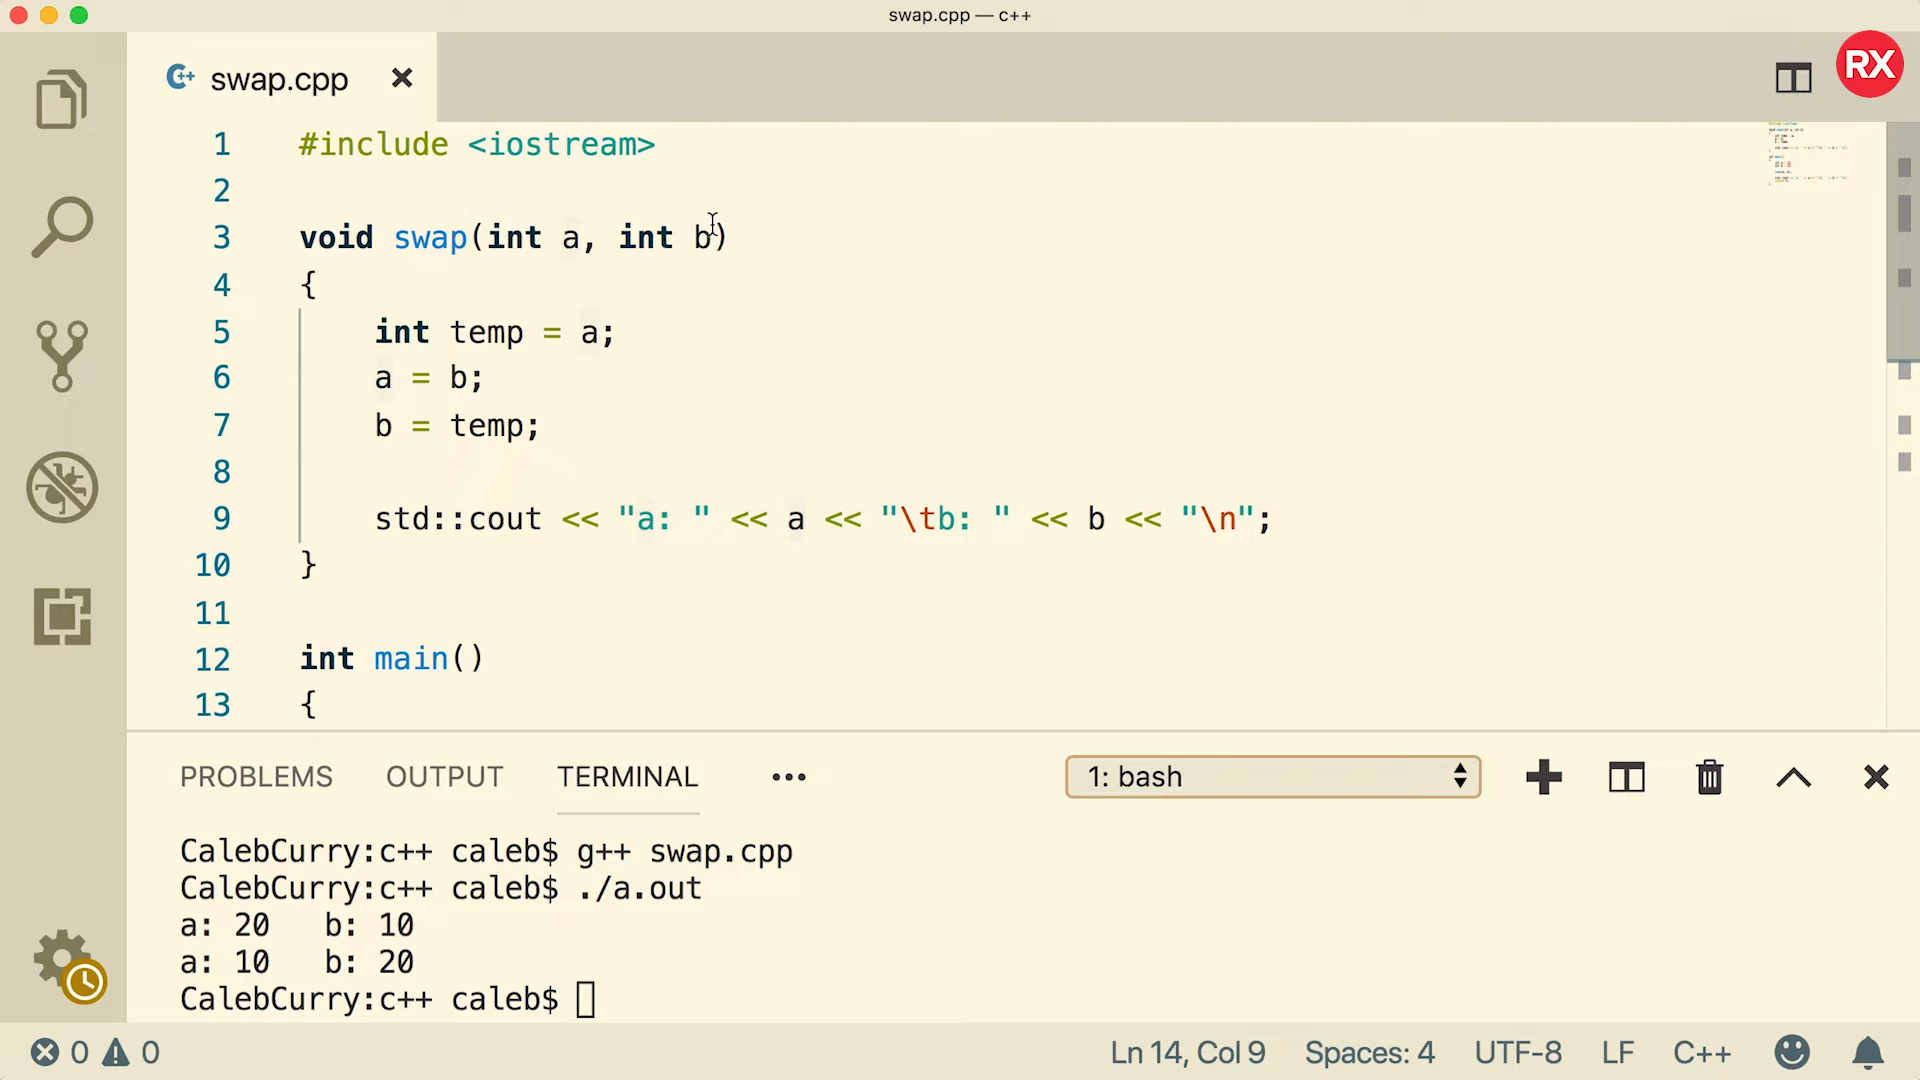 swap.cpp — c++
swap.cpp
RX
1 #include <iostream>
2
3 void swap(int a, int b)
4 {
5 int temp = a;
6 a = b;
7 b = temp;
8
9 std::cout << "a: " << a << "\tb: " << b << "\n";
10 }
11
12 int main()
13 {
PROBLEMS OUTPUT TERMINAL ••• 1: bash
CalebCurry:c++ caleb$ g++ swap.cpp
CalebCurry:c++ caleb$ ./a.out
a: 20 b: 10
a: 10 b: 20
CalebCurry:c++ caleb$
0 0 Ln 14, Col 9 Spaces: 4 UTF-8 LF C++